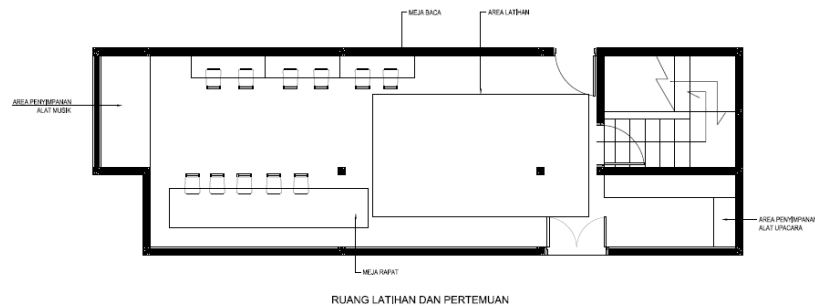 MEJA BACA
AREA LATIHAN
AREA PENYIMPANAN
ALAT MUSIK
AREA PENYIMPANAN
ALAT UPACARA
MEJA RAPAT
RUANG LATIHAN DAN PERTEMUAN